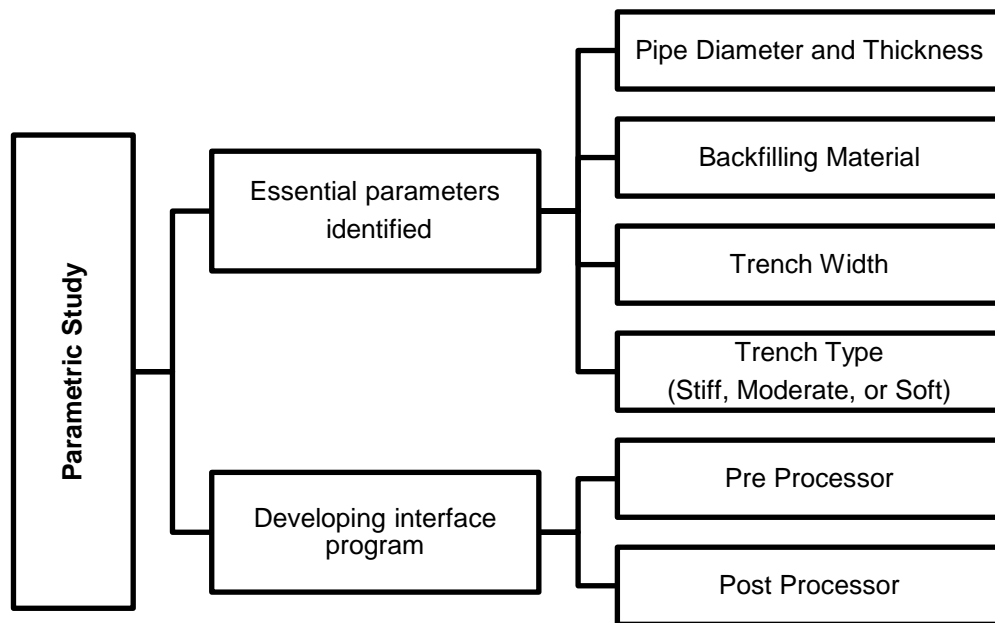 Parametric Study
Essential parameters
identified
Pipe Diameter and Thickness
Backfilling Material
Trench Width
Trench Type
(Stiff, Moderate, or Soft)
Developing interface
program
Pre Processor
Post Processor